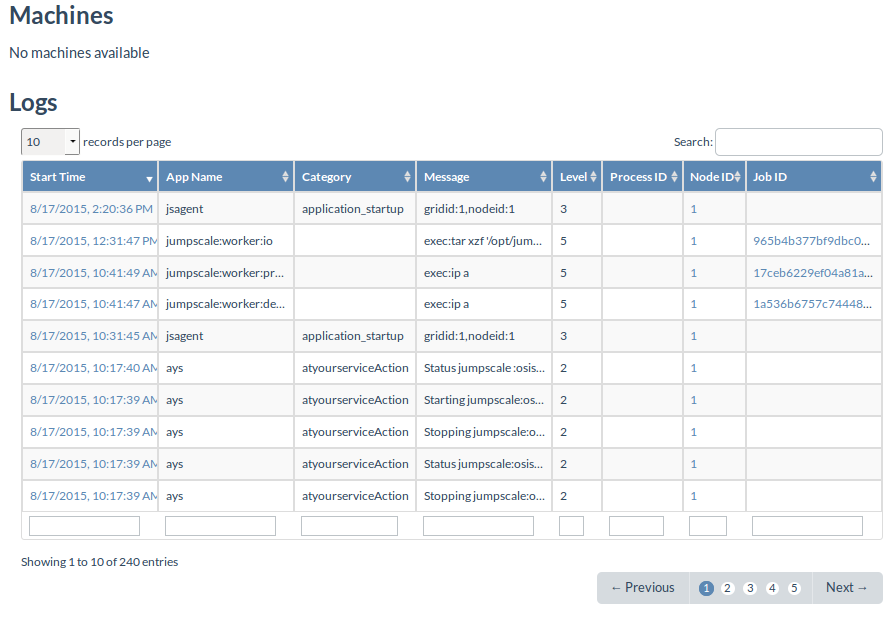 Machines
No machines available
Logs
10 records per page Search:
Start Time App Name Category Message Level Process ID Node ID Job ID
8/17/2015, 2:20:36 PM jsagent application_startup gridid:1,nodeid:1 3 1
8/17/2015, 12:31:47 PM jumpscale:worker:io exec:tar xzf '/opt/jum... 5 1 965b4b377bf9dbc0...
8/17/2015, 10:41:49 AM jumpscale:worker:pr... exec:ip a 5 1 17ceb6229ef04a81a...
8/17/2015, 10:41:47 AM jumpscale:worker:de... exec:ip a 5 1 1a536b6757c74448...
8/17/2015, 10:31:45 AM jsagent application_startup gridid:1,nodeid:1 3 1
8/17/2015, 10:17:40 AM ays atyourserviceAction Status jumpscale :osis... 2 1
8/17/2015, 10:17:39 AM ays atyourserviceAction Starting jumpscale:os... 2 1
8/17/2015, 10:17:39 AM ays atyourserviceAction Stopping jumpscale:o... 2 1
8/17/2015, 10:17:39 AM ays atyourserviceAction Status jumpscale:osis... 2 1
8/17/2015, 10:17:39 AM ays atyourserviceAction Stopping jumpscale:o... 2 1
Showing 1 to 10 of 240 entries
← Previous 1 2 3 4 5 Next →